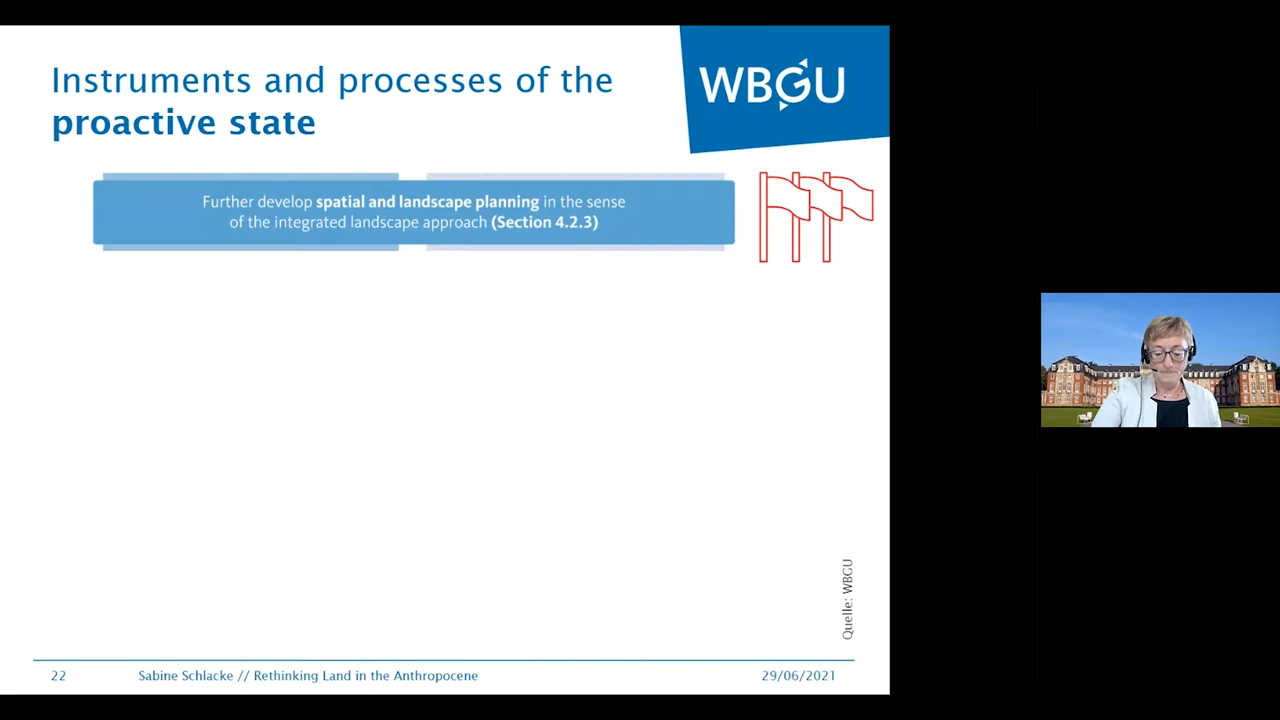 Instruments and processes of the
proactive state
WBGU
Further develop spatial and landscape planning in the sense
of the integrated landscape approach (Section 4.2.3)
Quelle: WBGU
22
Sabine Schlacke // Rethinking Land in the Anthropocene
29/06/2021